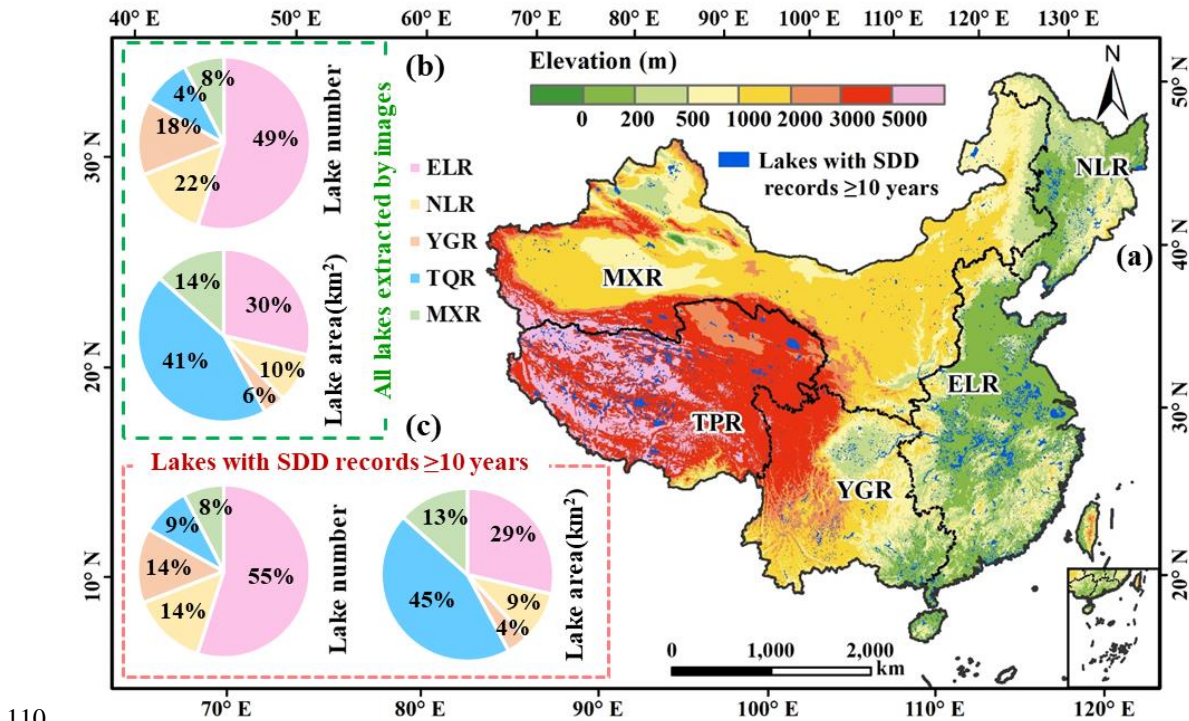 40° E 60° E 70° E 80° E 90° E 100° E 110° E 120° E 130° E
(b)
8%
4%
18%
49%
22%
Lake number
14%
30%
41%
10%
6%
Lake area(km²)
All lakes extracted by images
ELR
NLR
YGR
TQR
MXR
Elevation (m)
0 200 500 1000 2000 3000 5000
Lakes with SDD
records ≥10 years
N
(a)
NLR
MXR
ELR
TPR
YGR
50° N
40° N
30° N
20° N
30° N
20° N
10° N
(c)
Lakes with SDD records ≥10 years
8%
9%
14%
55%
14%
Lake number
13%
29%
45%
9%
4%
Lake area(km²)
0 1,000 2,000
km
110
70° E 80° E 90° E 100° E 110° E 120° E